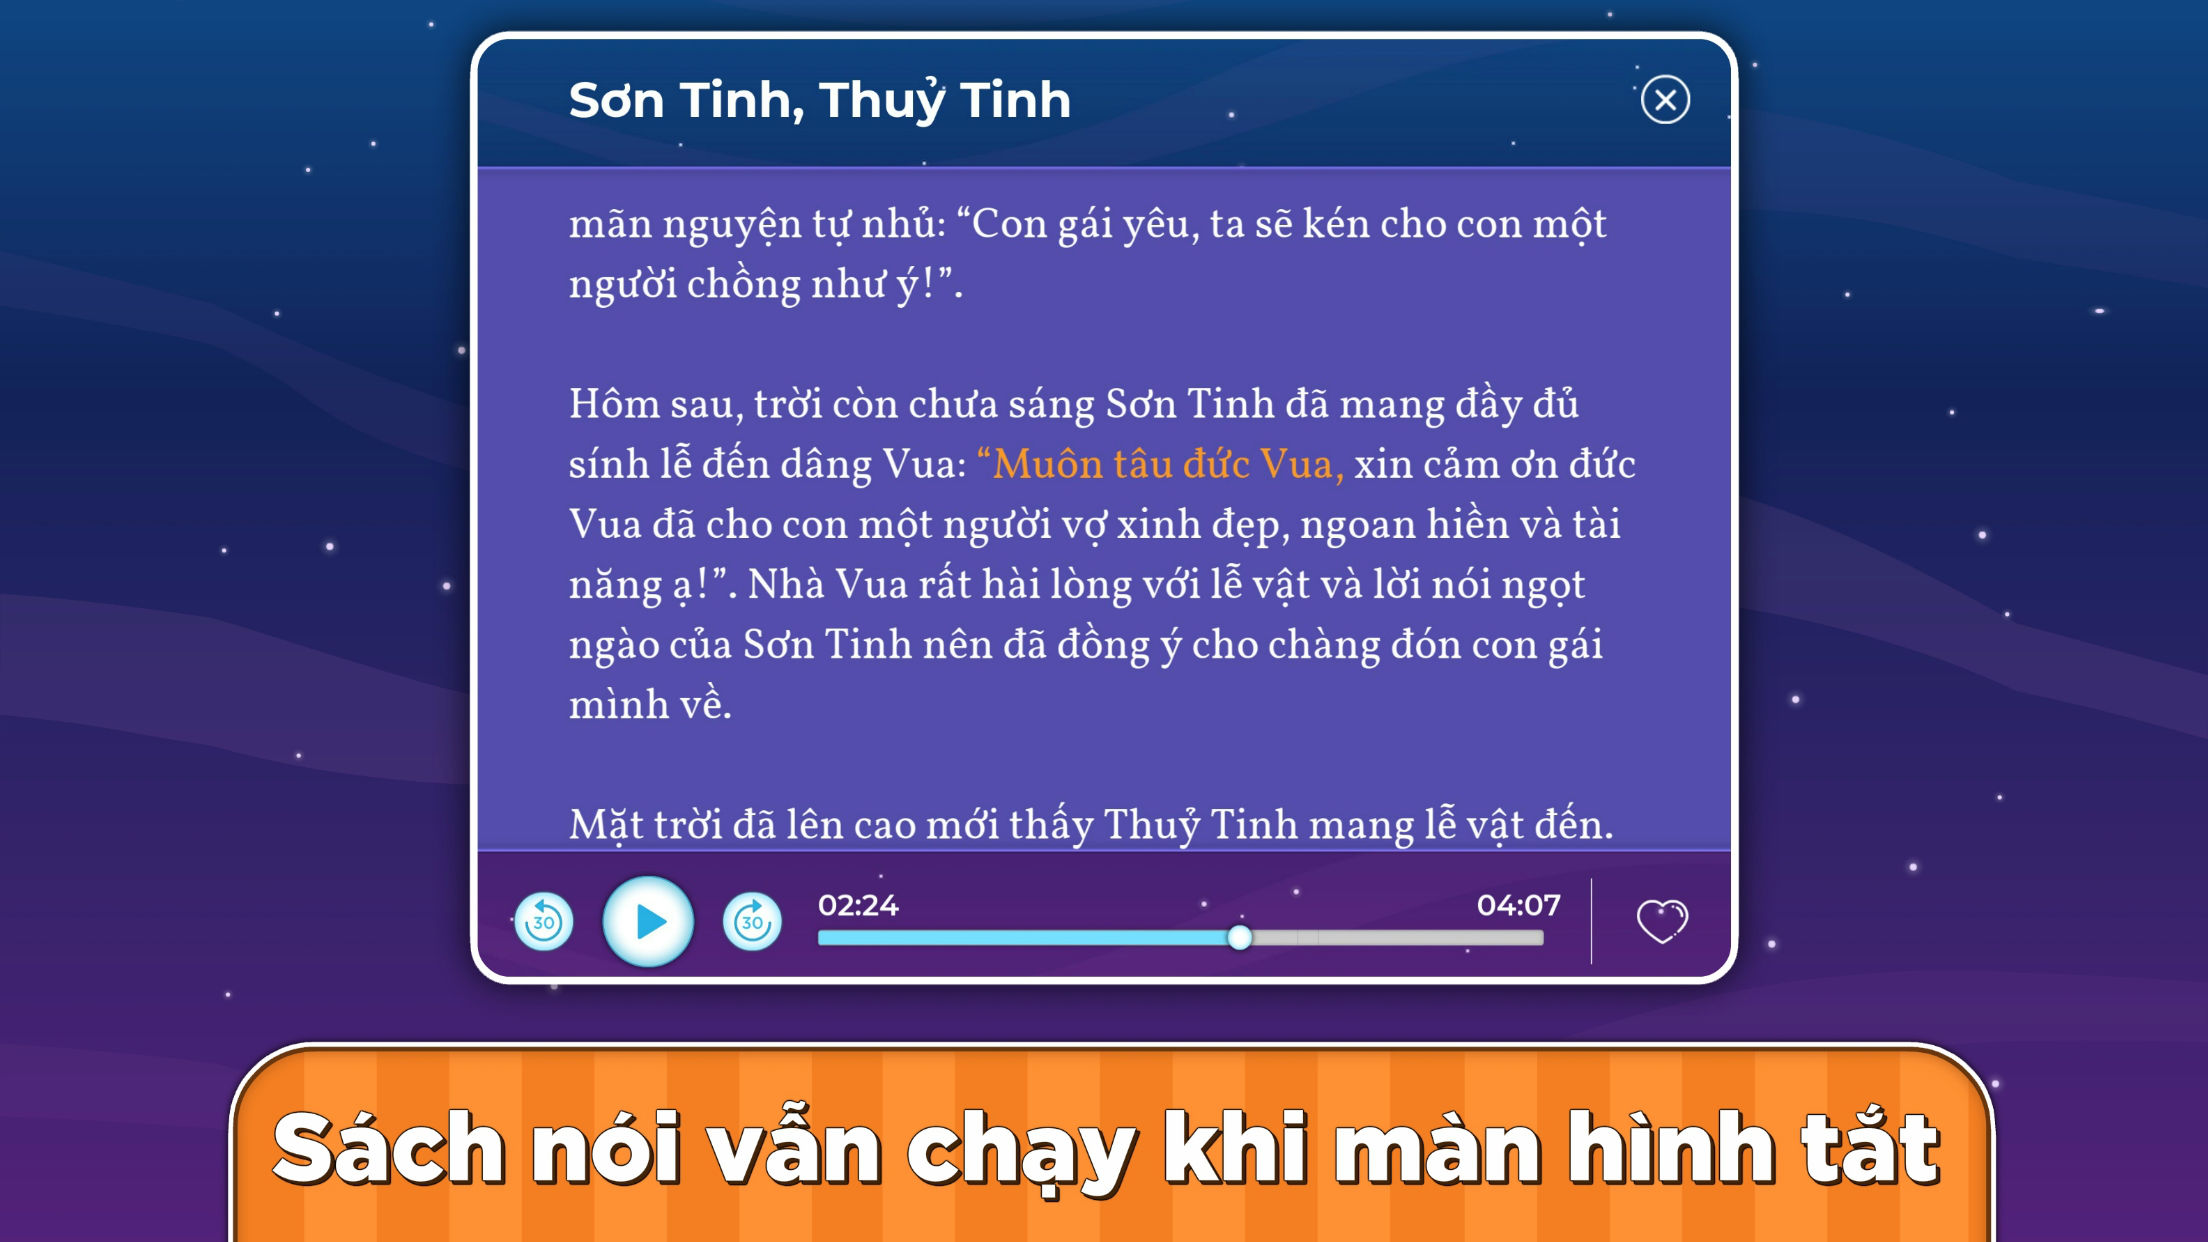 Sơn Tinh, Thuỷ Tinh
mãn nguyện tự nhủ: “Con gái yêu, ta sẽ kén cho con một
người chồng như ý!”.
Hôm sau, trời còn chưa sáng Sơn Tinh đã mang đầy đủ
sính lễ đến dâng Vua: “Muôn tâu đức Vua, xin cảm ơn đức
Vua đã cho con một người vợ xinh đẹp, ngoan hiền và tài
năng ạ!”. Nhà Vua rất hài lòng với lễ vật và lời nói ngọt
ngào của Sơn Tinh nên đã đồng ý cho chàng đón con gái
mình về.
Mặt trời đã lên cao mới thấy Thuỷ Tinh mang lễ vật đến.
30
30
02:24
04:07
Sách nói vẫn chạy khi màn hình tắt